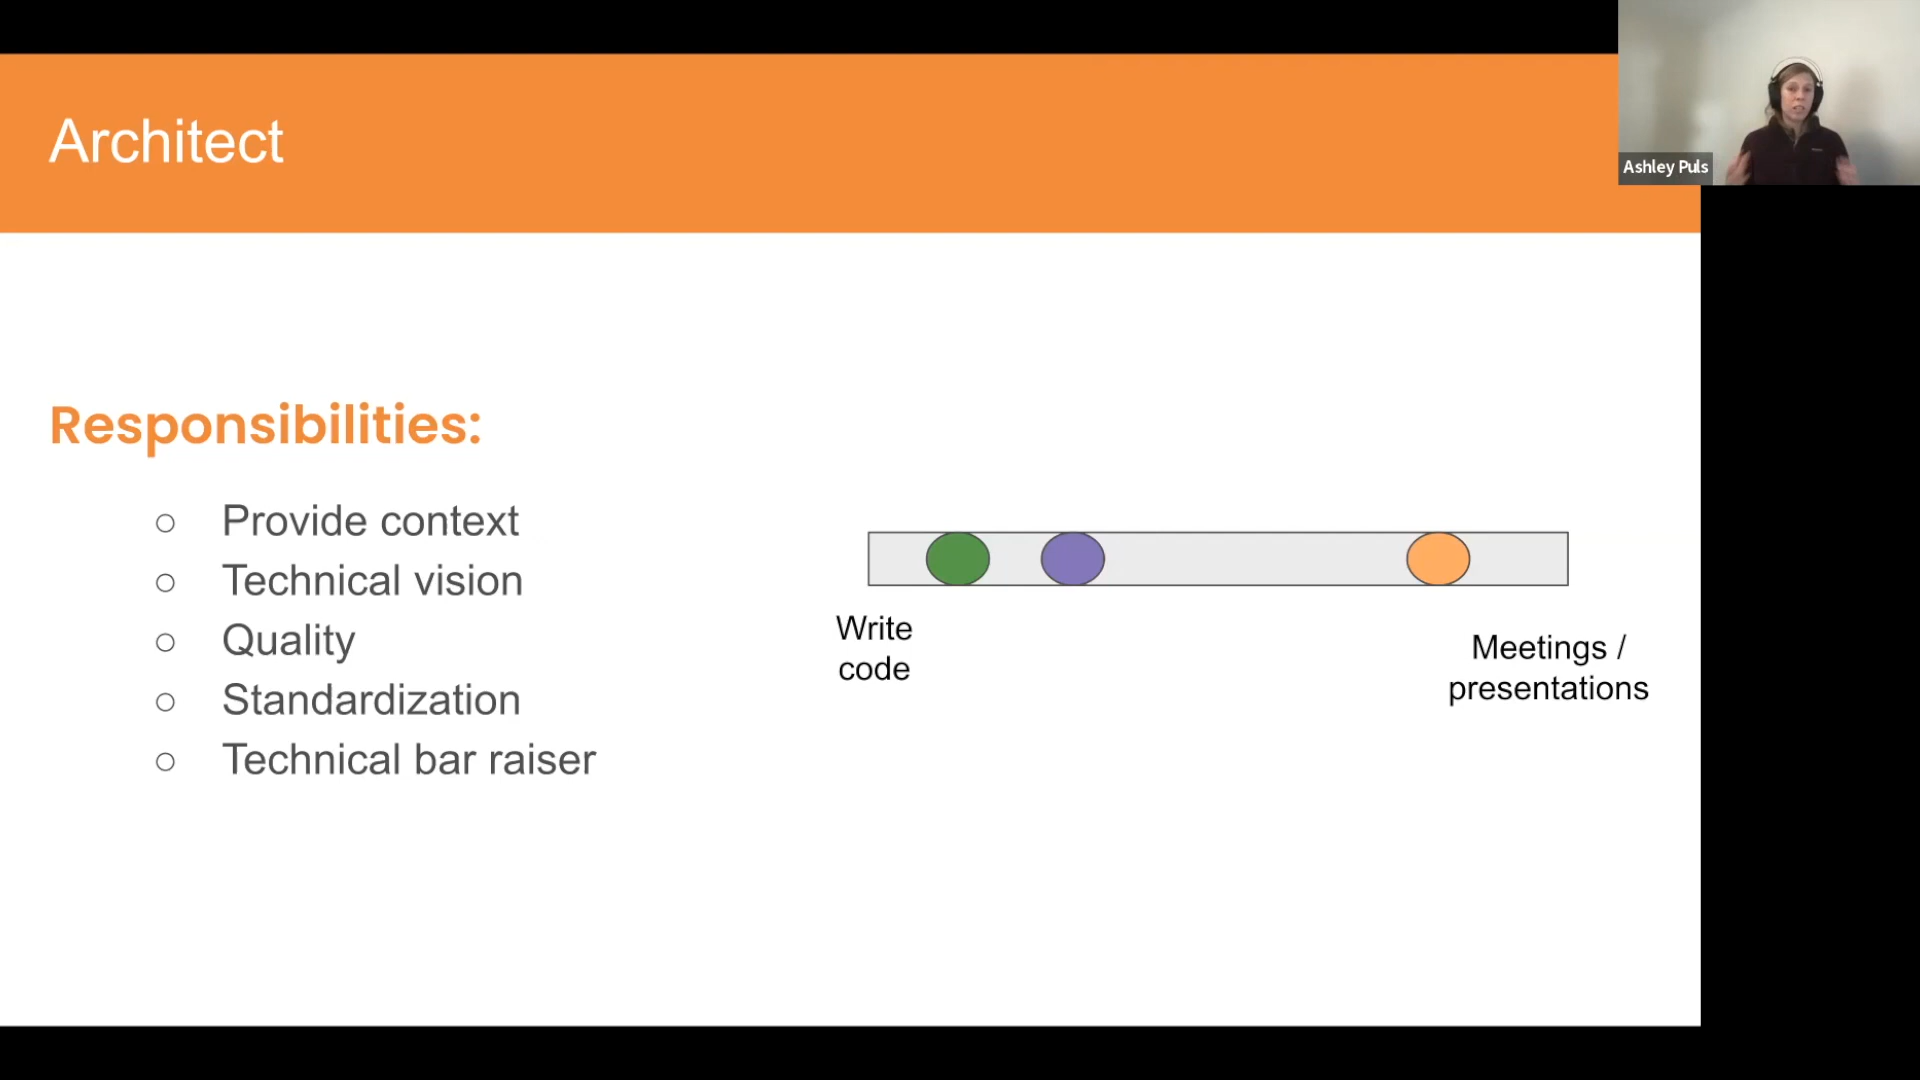 Architect
Ashley Puls
Responsibilities:
Provide context
Technical vision
Quality
Standardization
Technical bar raiser
Write
code
Meetings /
presentations